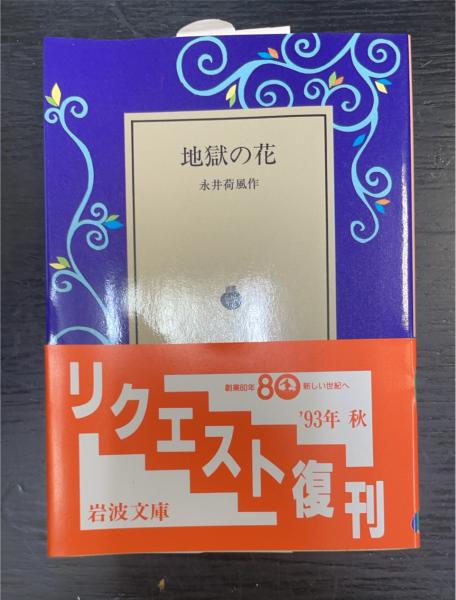 地獄の花
永井荷風作
創業80年 80 新しい世紀へ
リクエスト復刊
'93年 秋
岩波文庫